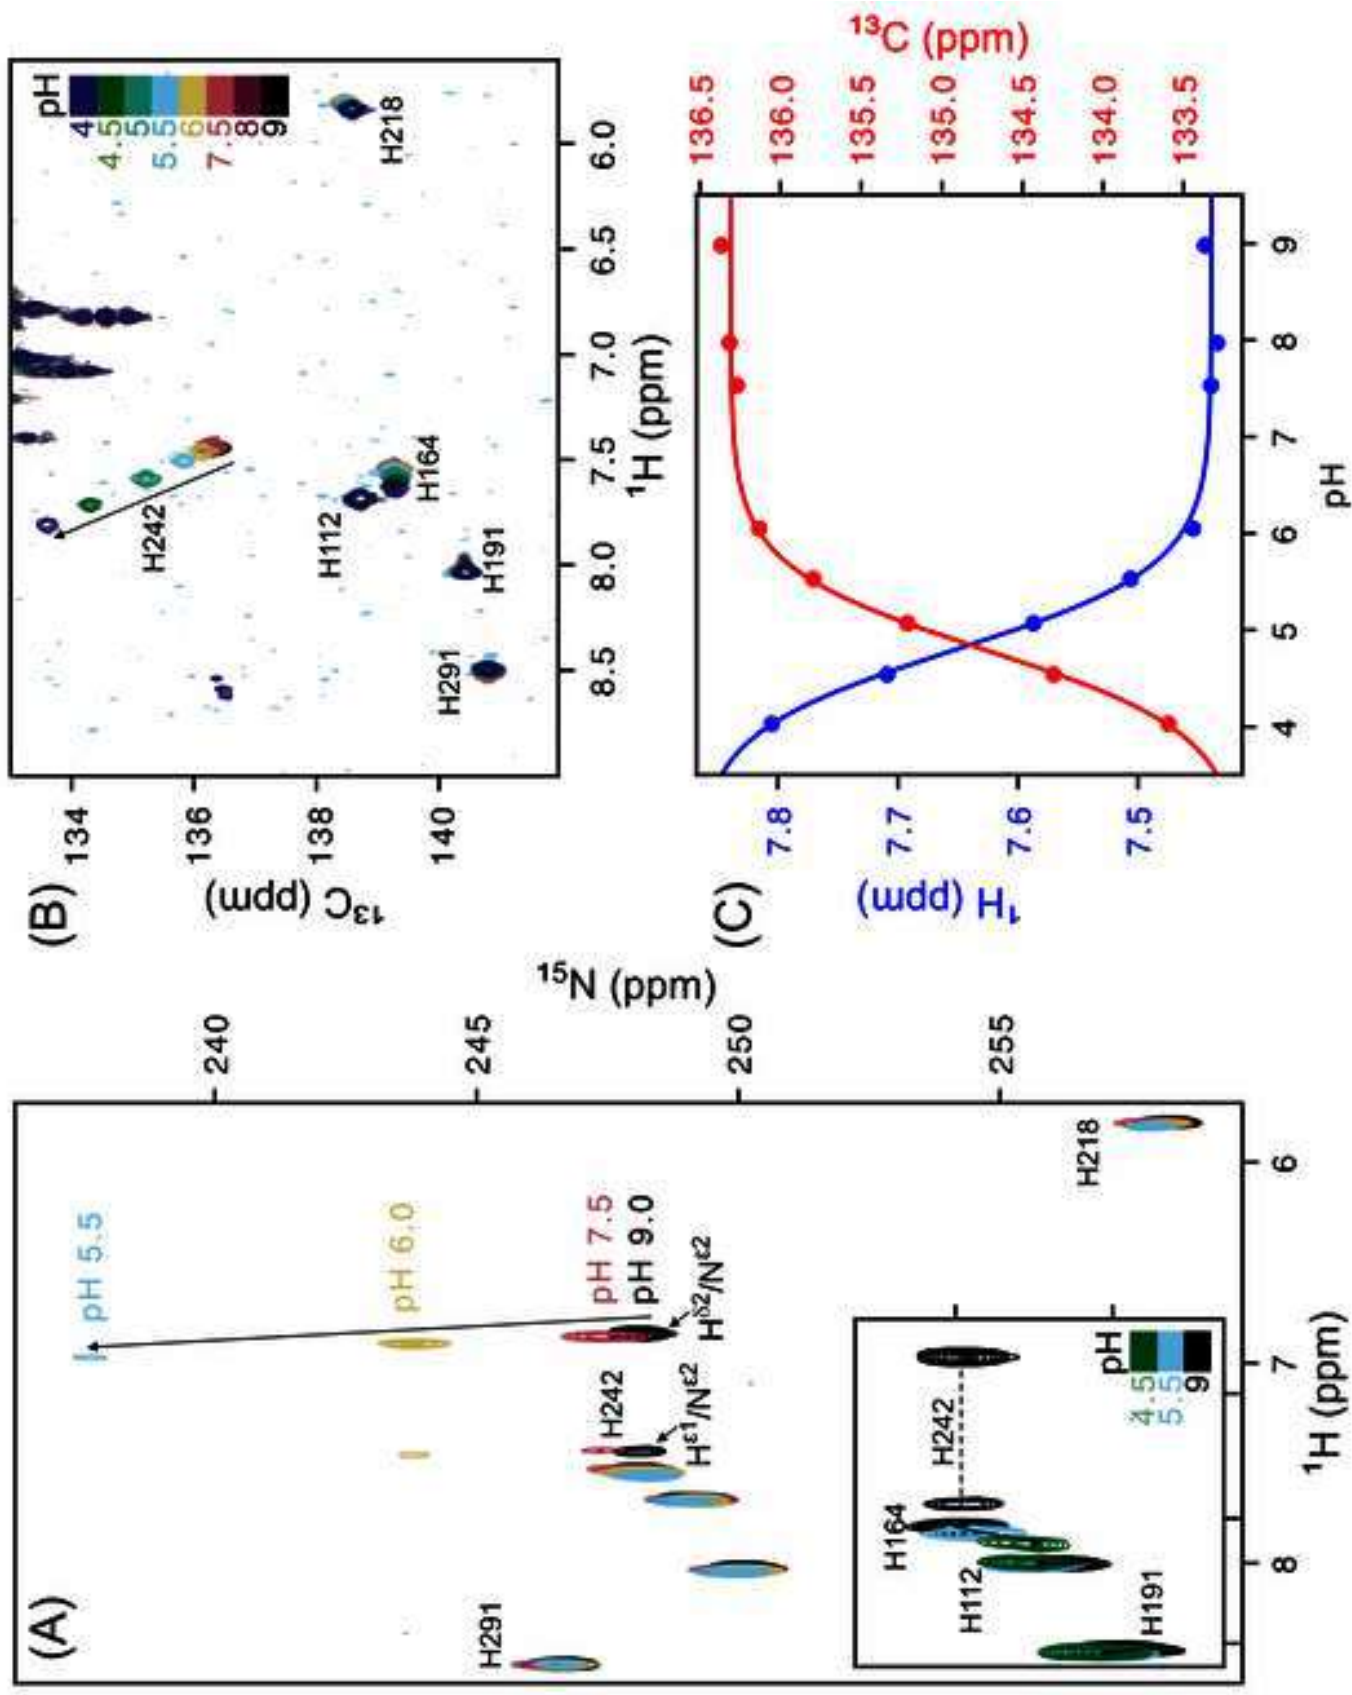 (A)
¹⁵N (ppm)
240
245
250
255
pH 5.5
pH 6.0
pH 7.5
pH 9.0
Hδ2/Nε2
H242
Hε1/Nε2
H291
H218
H164
H242
H112
H191
pH
4.5
5.5
9
8
7
6
¹H (ppm)
(B)
¹³C (ppm)
134
136
138
140
pH
4
4.5
5
5.5
6
7.5
8
9
H242
H112
H164
H191
H291
H218
8.5
8.0
7.5
7.0
6.5
6.0
¹H (ppm)
(C)
¹H (ppm)
7.8
7.7
7.6
7.5
¹³C (ppm)
136.5
136.0
135.5
135.0
134.5
134.0
133.5
4
5
6
7
8
9
pH